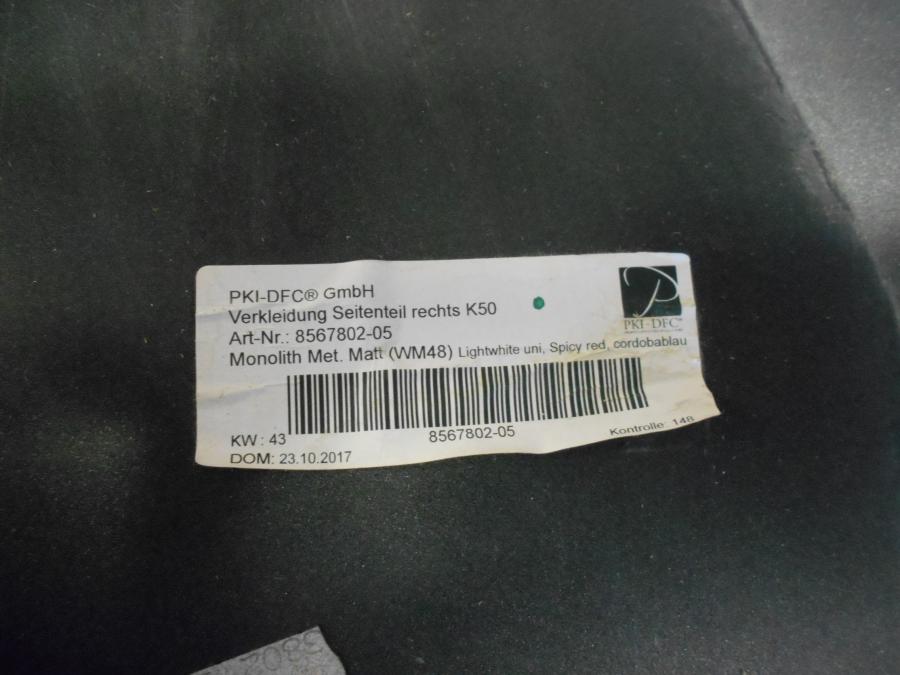 PKI-DFC® GmbH
Verkleidung Seitenteil rechts K50
Art-Nr.: 8567802-05
Monolith Met. Matt (WM48) Lightwhite uni, Spicy red, cordobablau
P
PKI-DFC
KW: 43
8567802-05
Kontrolle: 148
DOM: 23.10.2017